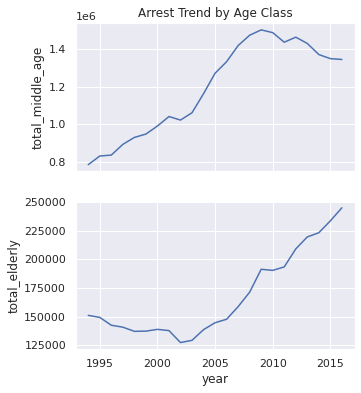 Arrest Trend by Age Class
1e6
1.4
1.2
1.0
0.8
total_middle_age
250000
225000
200000
175000
150000
125000
total_elderly
1995 2000 2005 2010 2015
year